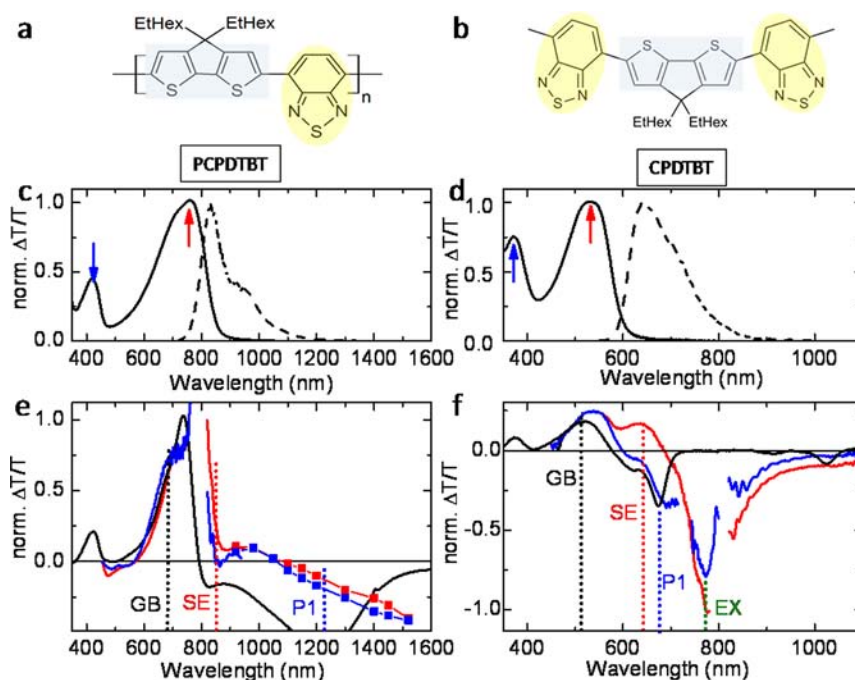 a
EtHex EtHex
S S
n
N N
S
PCPDTBT
b
S S
N N
S
N N
S
EtHex EtHex
CPDTBT
c
norm. ΔT/T
1.0
0.5
0.0
400 600 800 1000 1200 1400 1600
Wavelength (nm)
d
norm. ΔT/T
1.0
0.5
0.0
400 600 800 1000
Wavelength (nm)
e
norm. ΔT/T
1.0
0.5
0.0
GB
SE
P1
400 600 800 1000 1200 1400 1600
Wavelength (nm)
f
norm. ΔT/T
0.0
-0.5
-1.0
GB
SE
P1
EX
400 600 800 1000
Wavelength (nm)